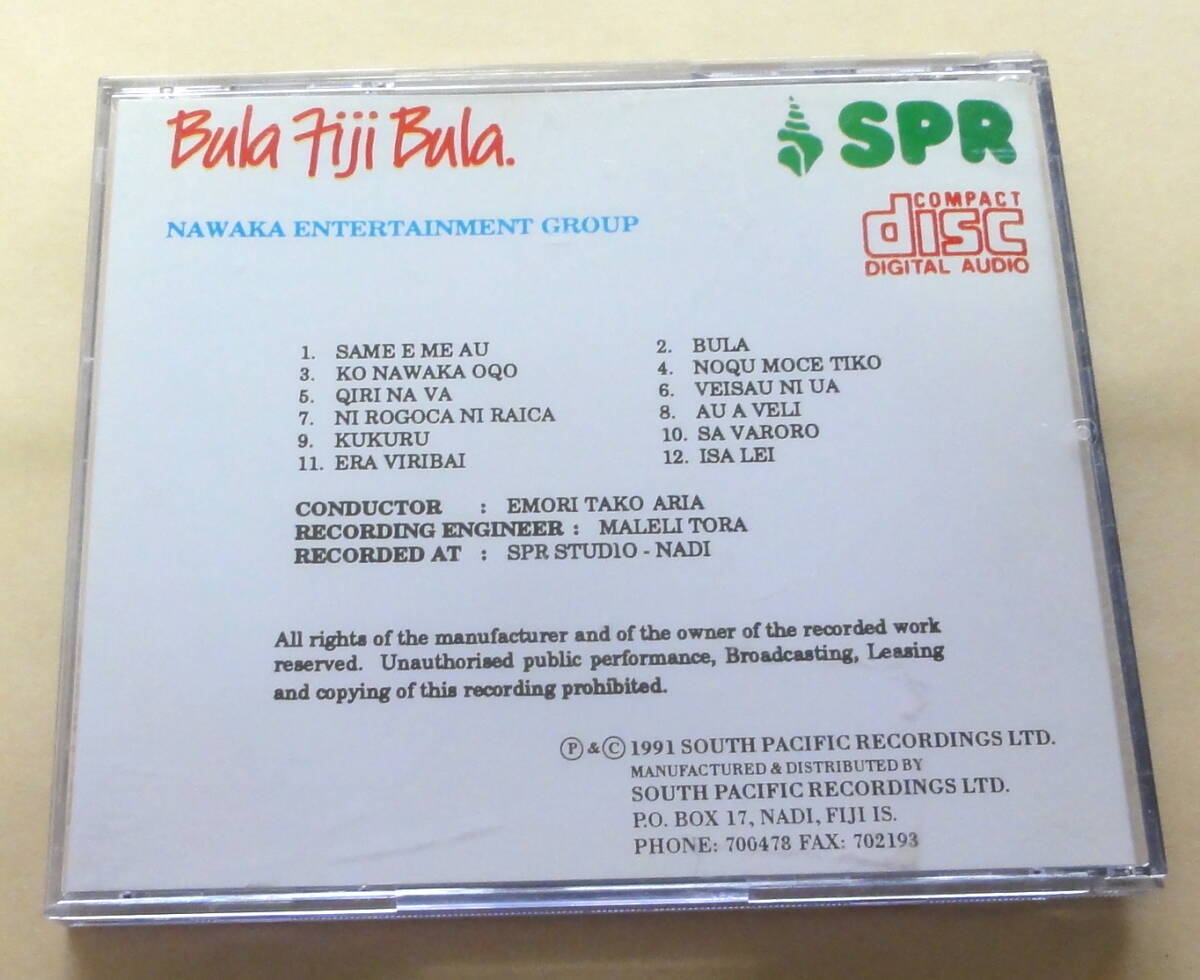 Bula Fiji Bula.
SPR
COMPACT
disc
DIGITAL AUDIO
NAWAKA ENTERTAINMENT GROUP
1. SAME E ME AU 2. BULA
3. KO NAWAKA OQO 4. NOQU MOCE TIKO
5. QIRI NA VA 6. VEISAU NI UA
7. NI ROGOCA NI RAICA 8. AU A VELI
9. KUKURU 10. SA VARORO
11. ERA VIRIBAI 12. ISA LEI
CONDUCTOR : EMORI TAKO ARIA
RECORDING ENGINEER : MALELI TORA
RECORDED AT : SPR STUD1O - NADI
All rights of the manufacturer and of the owner of the recorded work
reserved. Unauthorised public performance, Broadcasting, Leasing
and copying of this recording prohibited.
Ⓟ & Ⓒ 1991 SOUTH PACIFIC RECORDINGS LTD.
MANUFACTURED & DISTRIBUTED BY
SOUTH PACIFIC RECORDINGS LTD.
P.O. BOX 17, NADI, FIJI IS.
PHONE: 700478 FAX: 702193